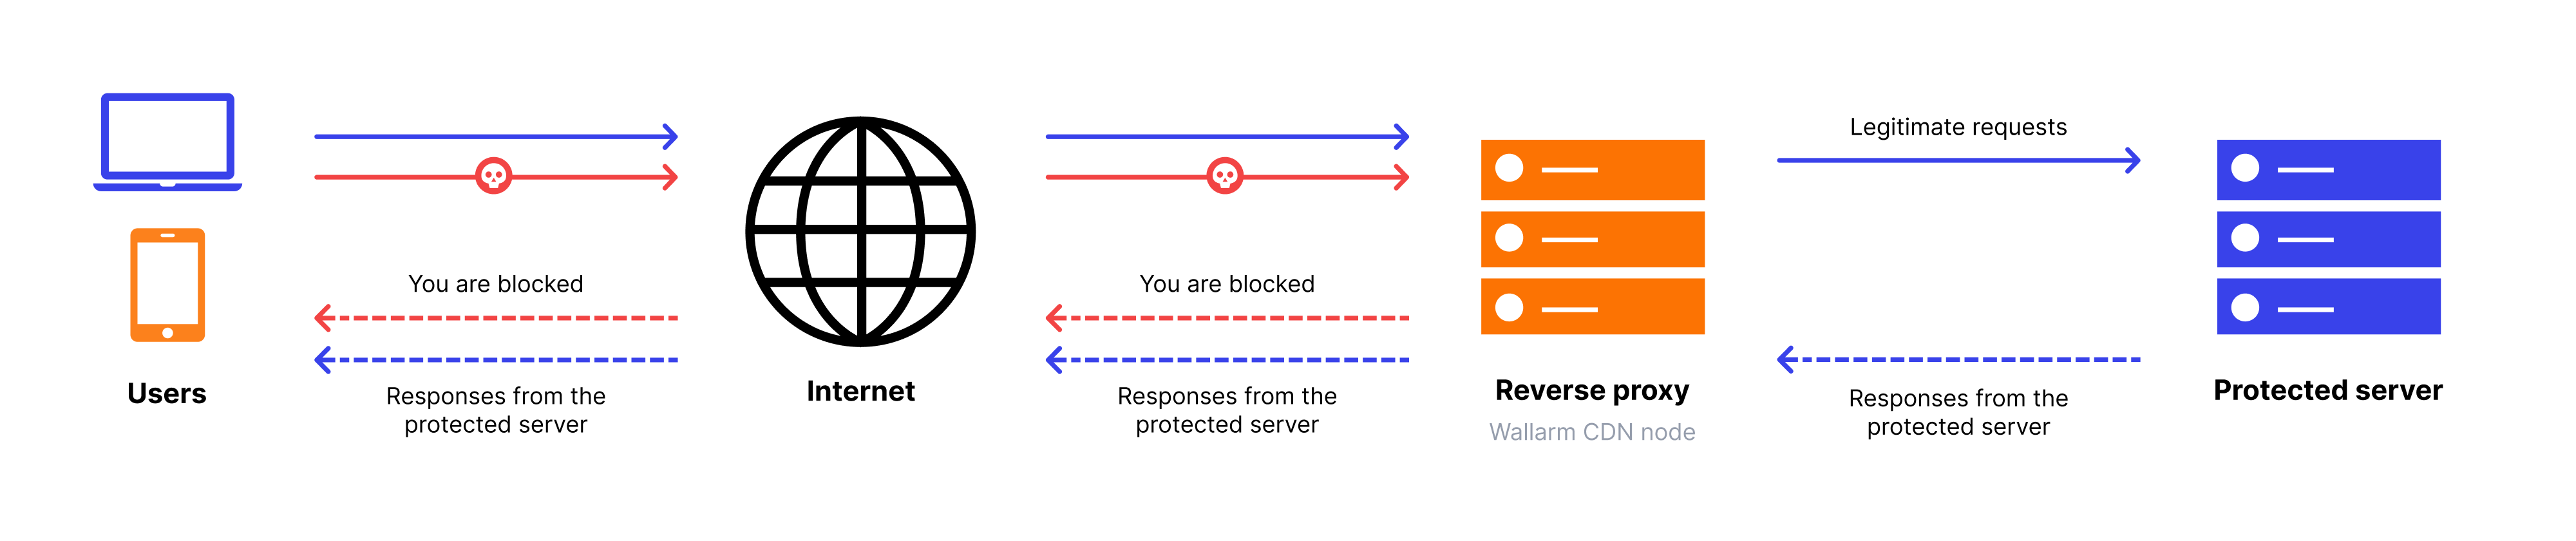 Legitimate requests
You are blocked
You are blocked
Users
Responses from the
protected server
Internet
Responses from the
protected server
Reverse proxy
Wallarm CDN node
Responses from the
protected server
Protected server